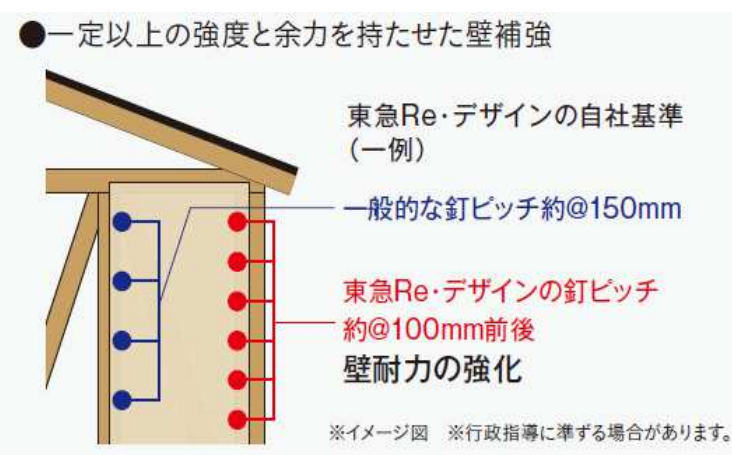 ●一定以上の強度と余力を持たせた壁補強
東急Re・デザインの自社基準
（一例）
一般的な釘ピッチ約@150mm
東急Re・デザインの釘ピッチ
約@100mm前後
壁耐力の強化
※イメージ図　※行政指導に準ずる場合があります。